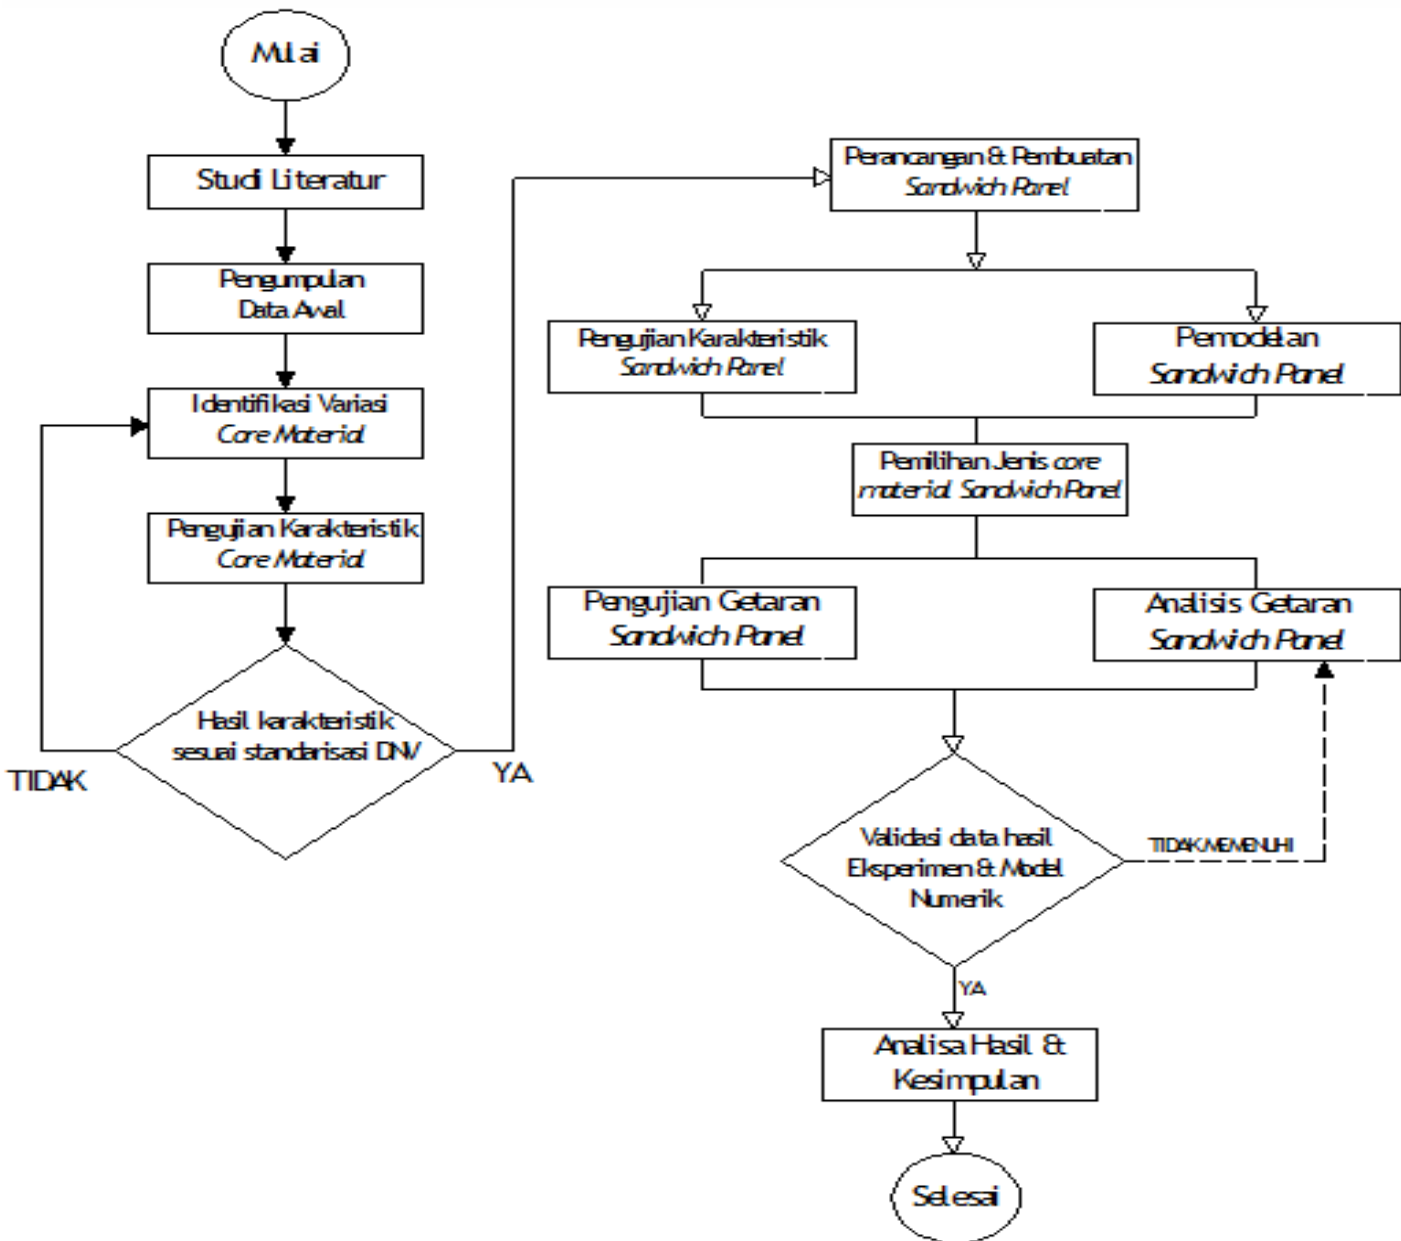 Mulai
Studi Literatur
Pengumpulan
Data Awal
Identifikasi Variasi
Core Material
Pengujian Karakteristik
Core Material
Hasil karakteristik
sesuai standarisasi DNV
TIDAK
YA
Perancangan & Pembuatan
Sandwich Panel
Pengujian Karakteristik
Sandwich Panel
Pemodelan
Sandwich Panel
Pemilihan Jenis core
material Sandwich Panel
Pengujian Getaran
Sandwich Panel
Analisis Getaran
Sandwich Panel
Validasi data hasil
Eksperimen & Model
Numerik
TIDAK MEMENUHI
YA
Analisa Hasil &
Kesimpulan
Selesai